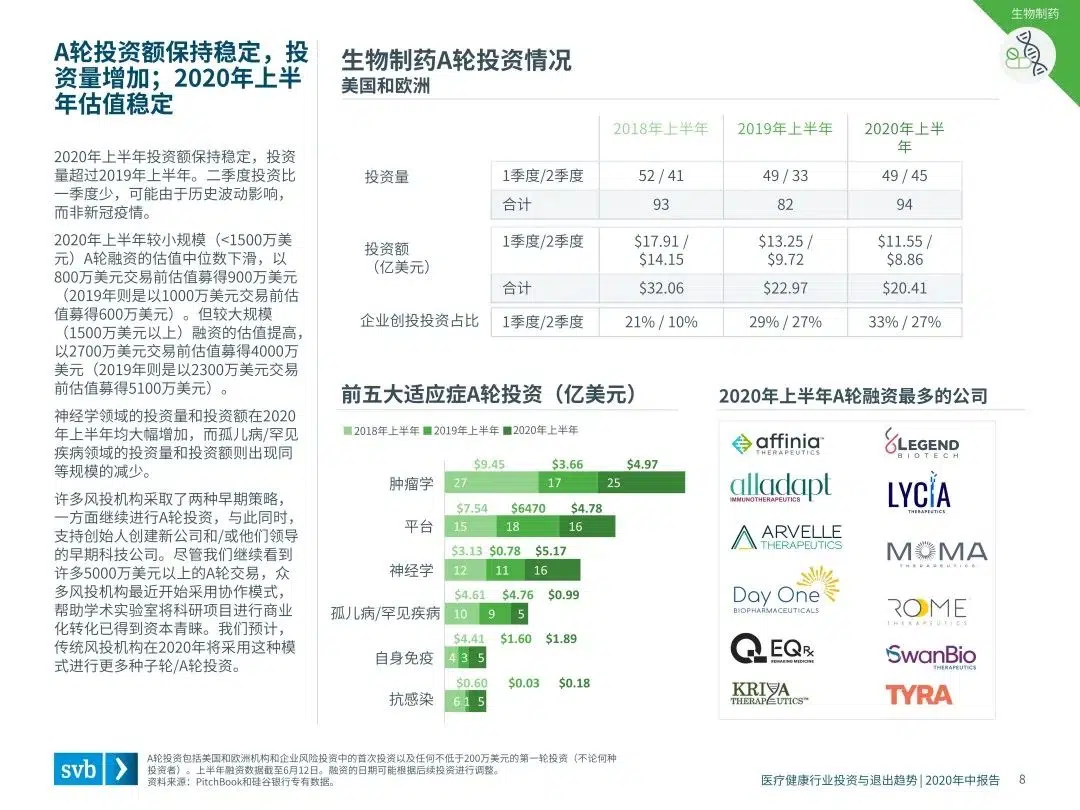 生物制药
A轮投资额保持稳定，投
资量增加；2020年上半
年估值稳定
2020年上半年投资额保持稳定，投资
量超过2019年上半年。二季度投资比
一季度少，可能由于历史波动影响，
而非新冠疫情。
2020年上半年较小规模（<1500万美
元）A轮融资的估值中位数下滑，以
800万美元交易前估值募得900万美元
（2019年则是以1000万美元交易前估
值募得600万美元）。但较大规模
（1500万美元以上）融资的估值提高，
以2700万美元交易前估值募得4000万
美元（2019年则是以2300万美元交易
前估值募得5100万美元）。
神经学领域的投资量和投资额在2020
年上半年均大幅增加，而孤儿病/罕见
疾病领域的投资量和投资额则出现同
等规模的减少。
许多风投机构采取了两种早期策略，
一方面继续进行A轮投资，与此同时，
支持创始人创建新公司和/或他们领导
的早期科技公司。尽管我们继续看到
许多5000万美元以上的A轮交易，众
多风投机构最近开始采用协作模式，
帮助学术实验室将科研项目进行商业
化转化已得到资本青睐。我们预计，
传统风投机构在2020年将采用这种模
式进行更多种子轮/A轮投资。
生物制药A轮投资情况
美国和欧洲
2018年上半年 2019年上半年 2020年上半
年
投资量 1季度/2季度 52 / 41 49 / 33 49 / 45
合计 93 82 94
投资额
（亿美元）
1季度/2季度 $17.91 / $13.25 / $11.55 /
$14.15 $9.72 $8.86
合计 $32.06 $22.97 $20.41
企业创投投资占比 1季度/2季度 21% / 10% 29% / 27% 33% / 27%
前五大适应症A轮投资（亿美元）
2018年上半年 2019年上半年 2020年上半年
$9.45 $3.66 $4.97
肿瘤学 27 17 25
$7.54 $6470 $4.78
平台 15 18 16
$3.13 $0.78 $5.17
神经学 12 11 16
$4.61 $4.76 $0.99
孤儿病/罕见疾病 10 9 5
$4.41 $1.60 $1.89
自身免疫 4 3 5
$0.60 $0.03 $0.18
抗感染 6 1 5
2020年上半年A轮融资最多的公司
affinia
THERAPEUTICS
LEGEND
BIOTECH
alladapt
IMMUNOTHERAPEUTICS
LYCIA
THERAPEUTICS
ARVELLE
THERAPEUTICS
MOMA
THERAPEUTICS
Day One
BIOPHARMACEUTICALS
ROME
THERAPEUTICS
EQRx
REMAKING MEDICINE
SwanBio
THERAPEUTICS
KRIYA
THERAPEUTICS™
TYRA
svb
A轮投资包括美国和欧洲机构和企业风险投资中的首次投资以及任何不低于200万美元的第一轮投资（不论何种
投资者）。上半年融资数据截至6月12日。融资的日期可能根据后续投资进行调整。
资料来源：PitchBook和硅谷银行专有数据。
医疗健康行业投资与退出趋势 | 2020年中报告 8